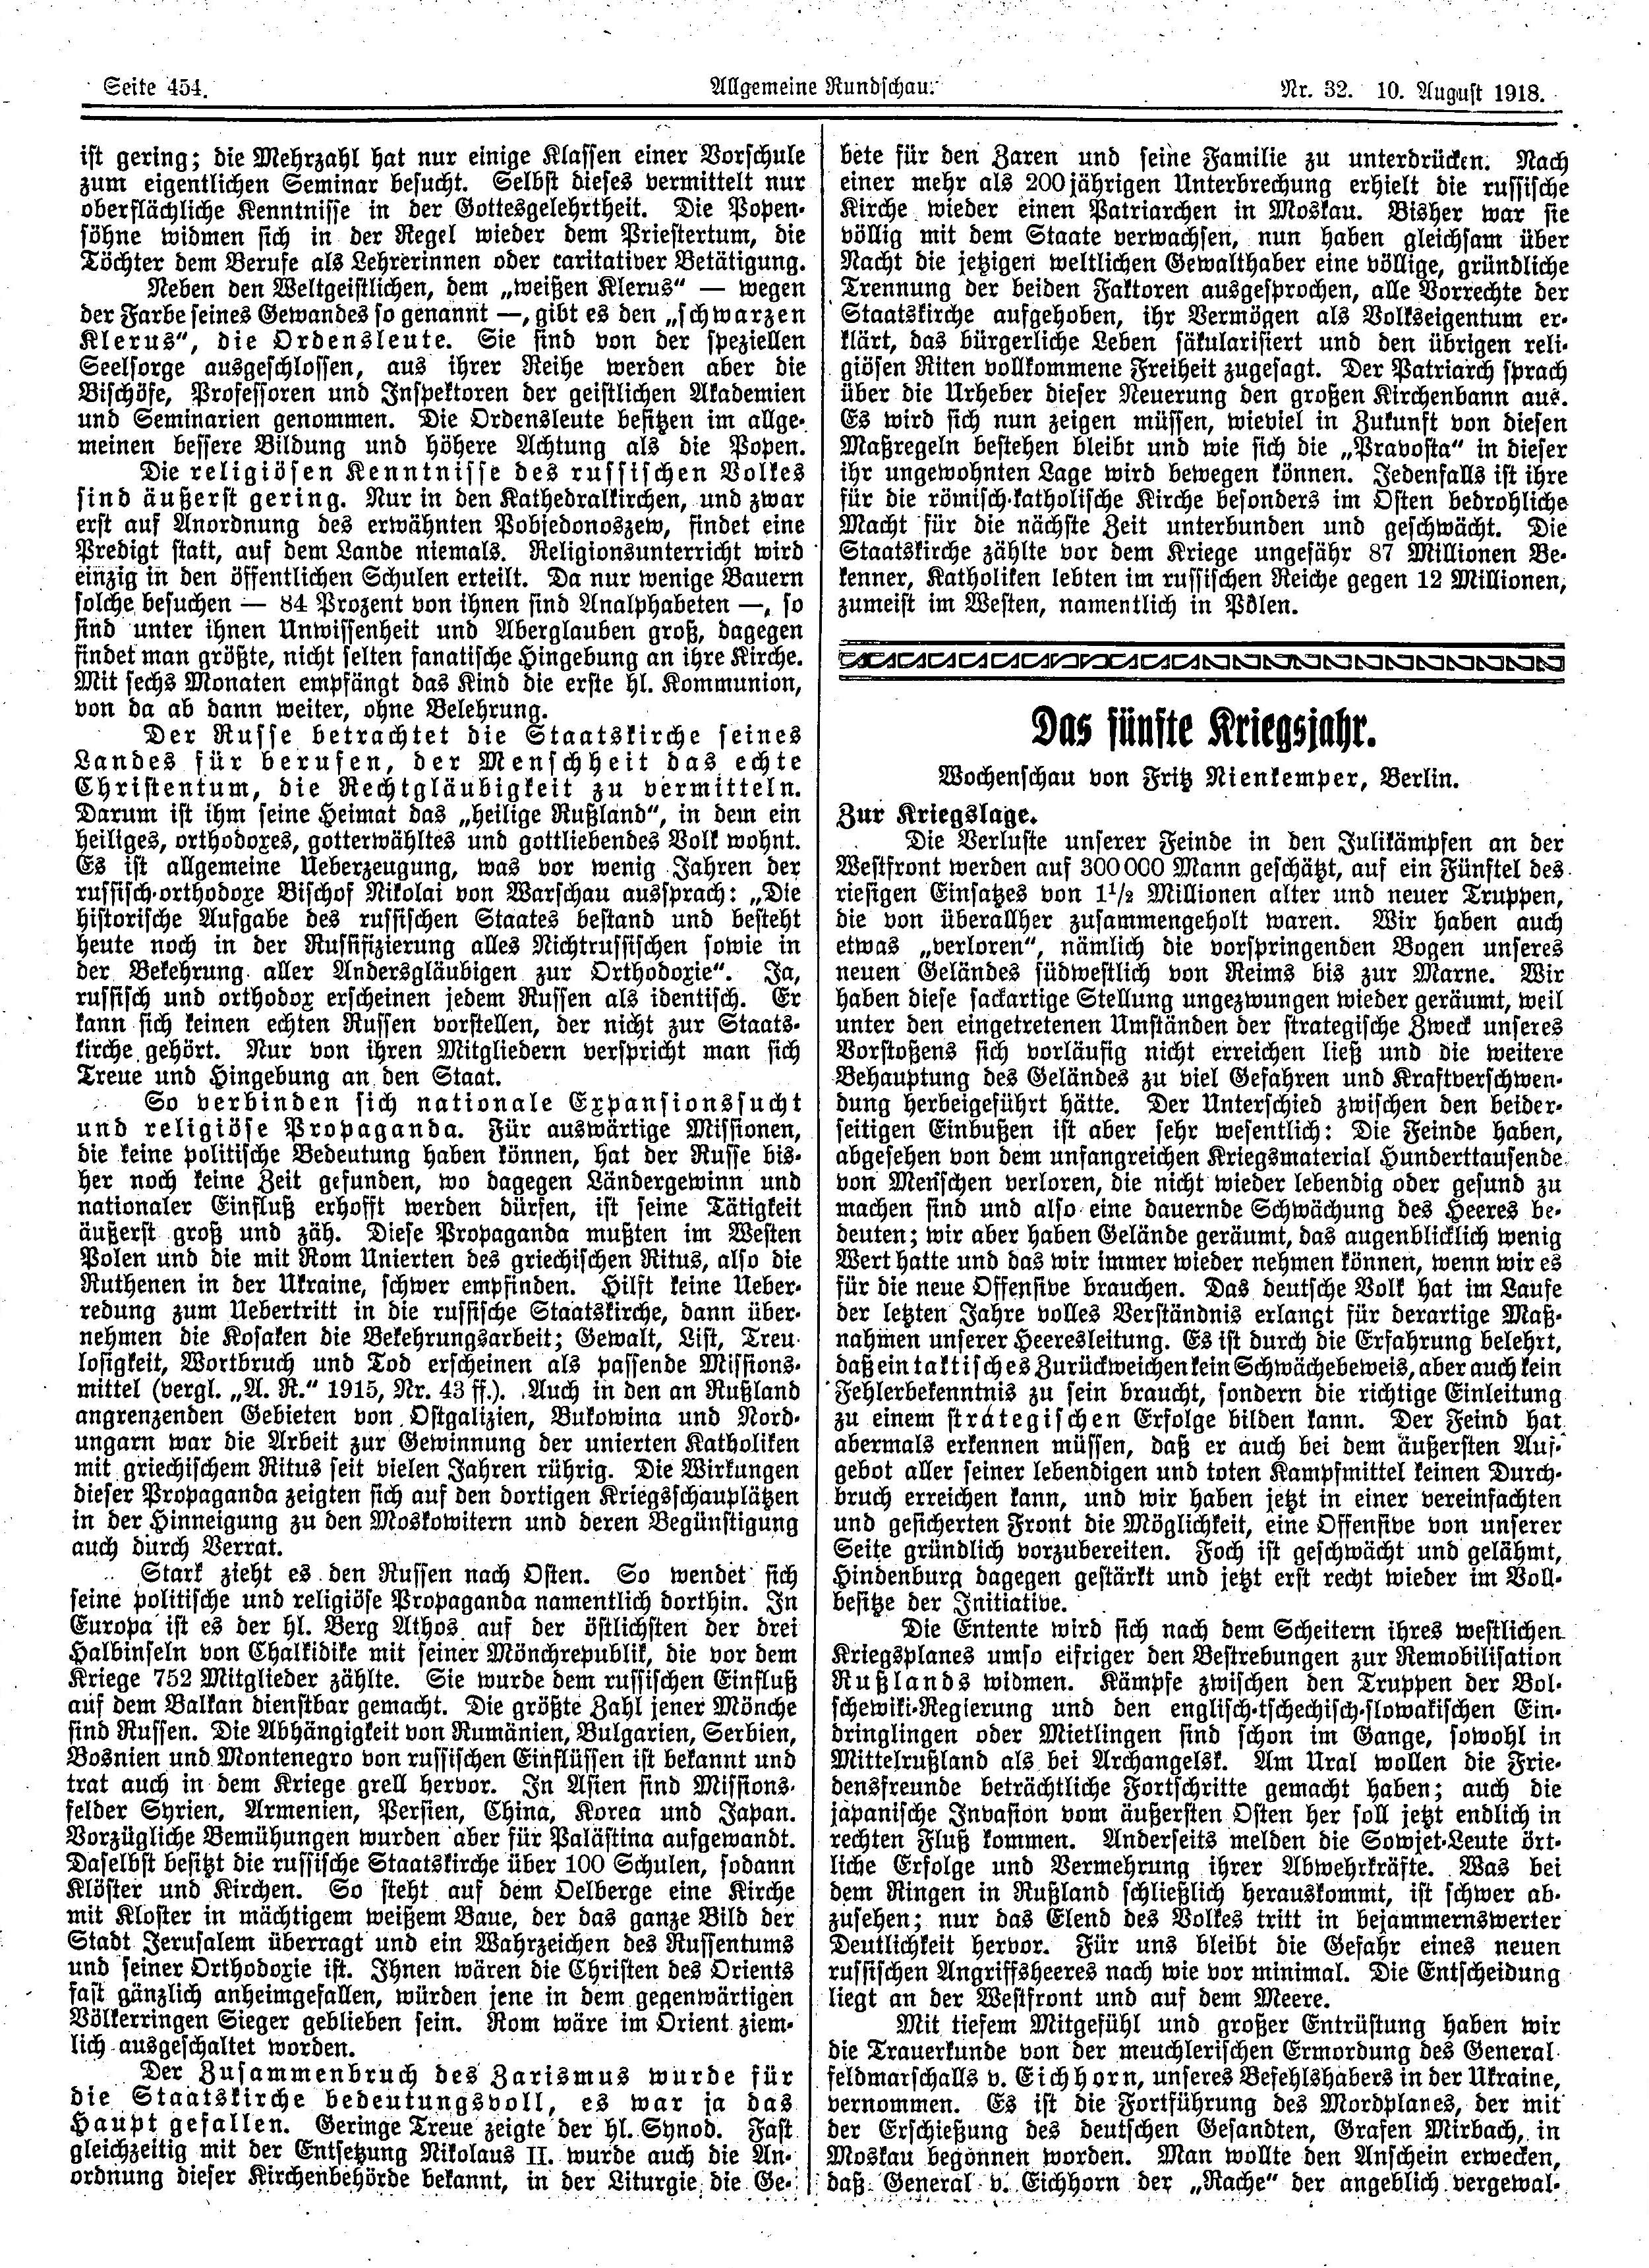 Seite 454.
Allgemeine Rundschau.
Nr. 32. 10. August 1918.
ist gering; die Mehrzahl hat nur einige Klassen einer Vorschule
zum eigentlichen Seminar besucht. Selbst dieses vermittelt nur
oberflächliche Kenntnisse in der Gottesgelehrtheit. Die Popen-
söhne widmen sich in der Regel wieder dem Priestertum, die
Töchter dem Berufe als Lehrerinnen oder caritativer Betätigung.
Neben den Weltgeistlichen, dem „weißen Klerus“ — wegen
der Farbe seines Gewandes so genannt —, gibt es den „schwarzen
Klerus“, die Ordensleute. Sie sind von der speziellen
Seelsorge ausgeschlossen, aus ihrer Reihe werden aber die
Bischöfe, Professoren und Inspektoren der geistlichen Akademien
und Seminarien genommen. Die Ordensleute besitzen im allge-
meinen bessere Bildung und höhere Achtung als die Popen.
Die religiösen Kenntnisse des russischen Volkes
sind äußerst gering. Nur in den Kathedralkirchen, und zwar
erst auf Anordnung des erwähnten Pobjedonoszew, findet eine
Predigt statt, auf dem Lande niemals. Religionsunterricht wird
einzig in den öffentlichen Schulen erteilt. Da nur wenige Bauern
solche besuchen — 84 Prozent von ihnen sind Analphabeten —, so
sind unter ihnen Unwissenheit und Aberglauben groß, dagegen
findet man größte, nicht selten fanatische Hingebung an ihre Kirche.
Mit sechs Monaten empfängt das Kind die erste hl. Kommunion,
von da ab dann weiter, ohne Belehrung.
Der Russe betrachtet die Staatskirche seines
Landes für berufen, der Menschheit das echte
Christentum, die Rechtgläubigkeit zu vermitteln.
Darum ist ihm seine Heimat das „heilige Rußland“, in dem ein
heiliges, orthodoxes, gotterwähltes und gottliebendes Volk wohnt.
Es ist allgemeine Ueberzeugung, was vor wenig Jahren der
russisch-orthodoxe Bischof Nikolai von Warschau aussprach: „Die
historische Aufgabe des russischen Staates bestand und besteht
heute noch in der Russifizierung alles Nichtrussischen sowie in
der Bekehrung aller Andersgläubigen zur Orthodoxie“. Ja,
russisch und orthodox erscheinen jedem Russen als identisch. Er
kann sich keinen echten Russen vorstellen, der nicht zur Staats-
kirche gehört. Nur von ihren Mitgliedern verspricht man sich
Treue und Hingebung an den Staat.
So verbinden sich nationale Expansionssucht
und religiöse Propaganda. Für auswärtige Missionen,
die keine politische Bedeutung haben können, hat der Russe bis-
her noch keine Zeit gefunden, wo dagegen Ländergewinn und
nationaler Einfluß erhofft werden dürfen, ist seine Tätigkeit
äußerst groß und zäh. Diese Propaganda mußten im Westen
Polen und die mit Rom Unierten des griechischen Ritus, also die
Ruthenen in der Ukraine, schwer empfinden. Hilft keine Ueber-
redung zum Uebertritt in die russische Staatskirche, dann über-
nehmen die Kosaken die Bekehrungsarbeit; Gewalt, List, Treu-
losigkeit, Wortbruch und Tod erscheinen als passende Missions-
mittel (vergl. „A. R.“ 1915, Nr. 43 ff.). Auch in den an Rußland
angrenzenden Gebieten von Ostgalizien, Bukowina und Nord-
ungarn war die Arbeit zur Gewinnung der unierten Katholiken
mit griechischem Ritus seit vielen Jahren rührig. Die Wirkungen
dieser Propaganda zeigten sich auf den dortigen Kriegsschauplätzen
in der Hinneigung zu den Moskowitern und deren Begünstigung
auch durch Verrat.
Stark zieht es den Russen nach Osten. So wendet sich
seine politische und religiöse Propaganda namentlich dorthin. In
Europa ist es der hl. Berg Athos auf der östlichsten der drei
Halbinseln von Chalkidike mit seiner Mönchrepublik, die vor dem
Kriege 752 Mitglieder zählte. Sie wurde dem russischen Einfluß
auf dem Balkan dienstbar gemacht. Die größte Zahl jener Mönche
sind Russen. Die Abhängigkeit von Rumänien, Bulgarien, Serbien,
Bosnien und Montenegro von russischen Einflüssen ist bekannt und
trat auch in dem Kriege grell hervor. In Asien sind Missions-
felder Syrien, Armenien, Persien, China, Korea und Japan.
Vorzügliche Bemühungen wurden aber für Palästina aufgewandt.
Daselbst besitzt die russische Staatskirche über 100 Schulen, sodann
Klöster und Kirchen. So steht auf dem Oelberge eine Kirche
mit Kloster in mächtigem weißem Baue, der das ganze Bild der
Stadt Jerusalem überragt und ein Wahrzeichen des Russentums
und seiner Orthodoxie ist. Ihnen wären die Christen des Orients
fast gänzlich anheimgefallen, würden jene in dem gegenwärtigen
Völkerringen Sieger geblieben sein. Rom wäre im Orient ziem-
lich ausgeschaltet worden.
Der Zusammenbruch des Zarismus wurde für
die Staatskirche bedeutungsvoll, es war ja das
Haupt gefallen. Geringe Treue zeigte der hl. Synod. Fast
gleichzeitig mit der Entsetzung Nikolaus II. wurde auch die An-
ordnung dieser Kirchenbehörde bekannt, in der Liturgie die Ge-
bete für den Zaren und seine Familie zu unterdrücken. Nach
einer mehr als 200jährigen Unterbrechung erhielt die russische
Kirche wieder einen Patriarchen in Moskau. Bisher war sie
völlig mit dem Staate verwachsen, nun haben gleichsam über
Nacht die jetzigen weltlichen Gewalthaber eine völlige, gründliche
Trennung der beiden Faktoren ausgesprochen, alle Vorrechte der
Staatskirche aufgehoben, ihr Vermögen als Volkseigentum er-
klärt, das bürgerliche Leben säkularisiert und den übrigen reli-
giösen Riten vollkommene Freiheit zugesagt. Der Patriarch sprach
über die Urheber dieser Neuerung den großen Kirchenbann aus.
Es wird sich nun zeigen müssen, wieviel in Zukunft von diesen
Maßregeln bestehen bleibt und wie sich die „Pravosta“ in dieser
ihr ungewohnten Lage wird bewegen können. Jedenfalls ist ihre
für die römisch-katholische Kirche besonders im Osten bedrohliche
Macht für die nächste Zeit unterbunden und geschwächt. Die
Staatskirche zählte vor dem Kriege ungefähr 87 Millionen Be-
kenner, Katholiken lebten im russischen Reiche gegen 12 Millionen,
zumeist im Westen, namentlich in Polen.
Das fünfte Kriegsjahr.
Wochenschau von Fritz Nienkemper, Berlin.
Zur Kriegslage.
Die Verluste unserer Feinde in den Julikämpfen an der
Westfront werden auf 300 000 Mann geschätzt, auf ein Fünftel des
riesigen Einsatzes von 1½ Millionen alter und neuer Truppen,
die von überallher zusammengeholt waren. Wir haben auch
etwas „verloren“, nämlich die vorspringenden Bogen unseres
neuen Geländes südwestlich von Reims bis zur Marne. Wir
haben diese sackartige Stellung ungezwungen wieder geräumt, weil
unter den eingetretenen Umständen der strategische Zweck unseres
Vorstoßens sich vorläufig nicht erreichen ließ und die weitere
Behauptung des Geländes zu viel Gefahren und Kraftverschwen-
dung herbeigeführt hätte. Der Unterschied zwischen den beider-
seitigen Einbußen ist aber sehr wesentlich: Die Feinde haben,
abgesehen von dem unfangreichen Kriegsmaterial Hunderttausende
von Menschen verloren, die nicht wieder lebendig oder gesund zu
machen sind und also eine dauernde Schwächung des Heeres be-
deuten; wir aber haben Gelände geräumt, das augenblicklich wenig
Wert hatte und das wir immer wieder nehmen können, wenn wir es
für die neue Offensive brauchen. Das deutsche Volk hat im Laufe
der letzten Jahre volles Verständnis erlangt für derartige Maß-
nahmen unserer Heeresleitung. Es ist durch die Erfahrung belehrt,
daß ein taktisches Zurückweichen kein Schwächebeweis, aber auch kein
Fehlerbekenntnis zu sein braucht, sondern die richtige Einleitung
zu einem strategischen Erfolge bilden kann. Der Feind hat
abermals erkennen müssen, daß er auch bei dem äußersten Auf-
gebot aller seiner lebendigen und toten Kampfmittel keinen Durch-
bruch erreichen kann, und wir haben jetzt in einer vereinfachten
und gesicherten Front die Möglichkeit, eine Offensive von unserer
Seite gründlich vorzubereiten. Foch ist geschwächt und gelähmt,
Hindenburg dagegen gestärkt und jetzt erst recht wieder im Voll-
besitze der Initiative.
Die Entente wird sich nach dem Scheitern ihres westlichen
Kriegsplanes umso eifriger den Bestrebungen zur Remobilisation
Rußlands widmen. Kämpfe zwischen den Truppen der Bol-
schewiki-Regierung und den englisch-tschechisch-slowakischen Ein-
dringlingen oder Mietlingen sind schon im Gange, sowohl in
Mittelrußland als bei Archangelsk. Am Ural wollen die Frie-
densfreunde beträchtliche Fortschritte gemacht haben; auch die
japanische Invasion vom äußersten Osten her soll jetzt endlich in
rechten Fluß kommen. Anderseits melden die Sowjet-Leute ört-
liche Erfolge und Vermehrung ihrer Abwehrkräfte. Was bei
dem Ringen in Rußland schließlich herauskommt, ist schwer ab-
zusehen; nur das Elend des Volkes tritt in bejammernswerter
Deutlichkeit hervor. Für uns bleibt die Gefahr eines neuen
russischen Angriffsheeres nach wie vor minimal. Die Entscheidung
liegt an der Westfront und auf dem Meere.
Mit tiefem Mitgefühl und großer Entrüstung haben wir
die Trauerkunde von der meuchlerischen Ermordung des General-
feldmarschalls v. Eichhorn, unseres Befehlshabers in der Ukraine,
vernommen. Es ist die Fortführung des Mordplanes, der mit
der Erschießung des deutschen Gesandten, Grafen Mirbach, in
Moskau begonnen worden. Man wollte den Anschein erwecken,
daß General v. Eichhorn der „Rache“ der angeblich vergewal-